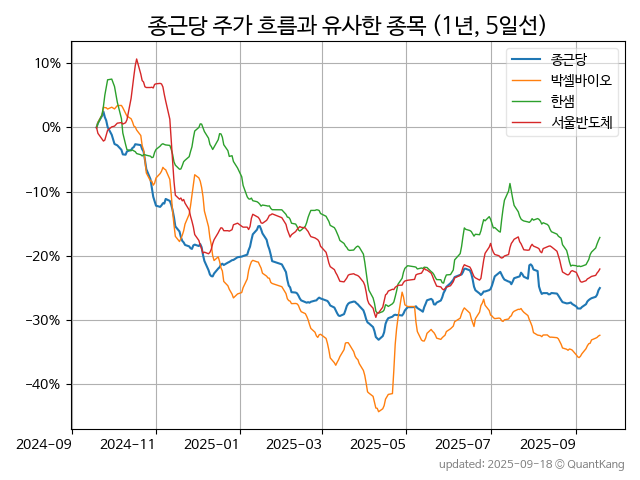 종근당 주가 흐름과 유사한 종목 (1년, 5일선)
종근당
박셀바이오
한샘
서울반도체
10%
0%
−10%
−20%
−30%
−40%
2024-09 2024-11 2025-01 2025-03 2025-05 2025-07 2025-09
updated: 2025-09-18 © QuantKang